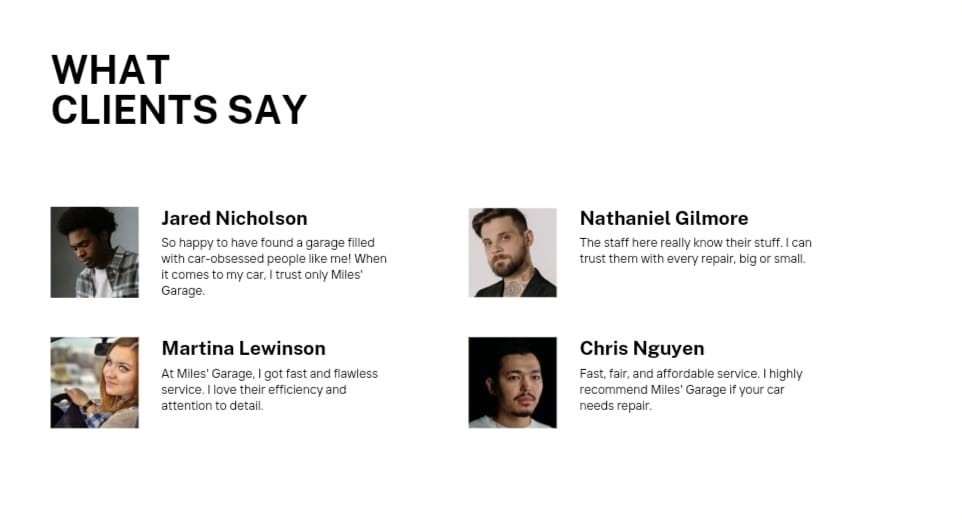 WHAT
CLIENTS SAY
Jared Nicholson
So happy to have found a garage filled
with car-obsessed people like me! When
it comes to my car, I trust only Miles'
Garage.
Nathaniel Gilmore
The staff here really know their stuff. I can
trust them with every repair, big or small.
Martina Lewinson
At Miles' Garage, I got fast and flawless
service. I love their efficiency and
attention to detail.
Chris Nguyen
Fast, fair, and affordable service. I highly
recommend Miles' Garage if your car
needs repair.